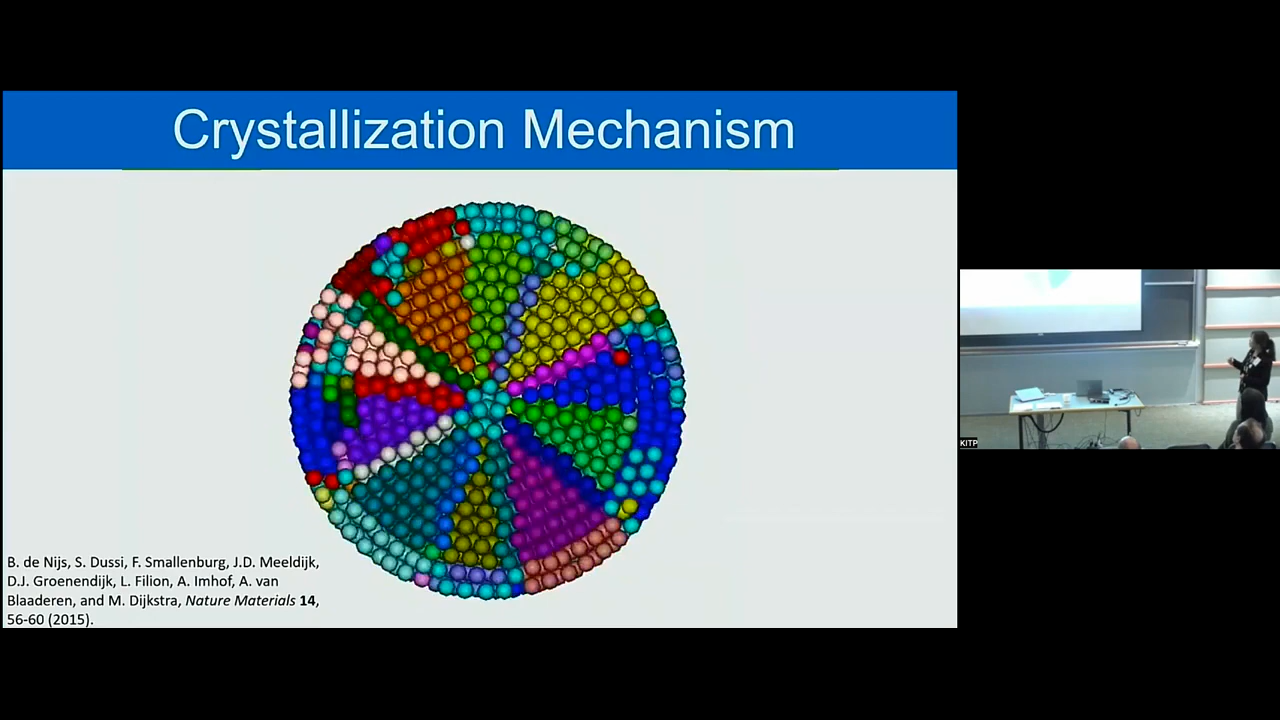 Crystallization Mechanism
B. de Nijs, S. Dussi, F. Smallenburg, J.D. Meeldijk,
D.J. Groenendijk, L. Filion, A. Imhof, A. van
Blaaderen, and M. Dijkstra, Nature Materials 14,
56-60 (2015).
KITP